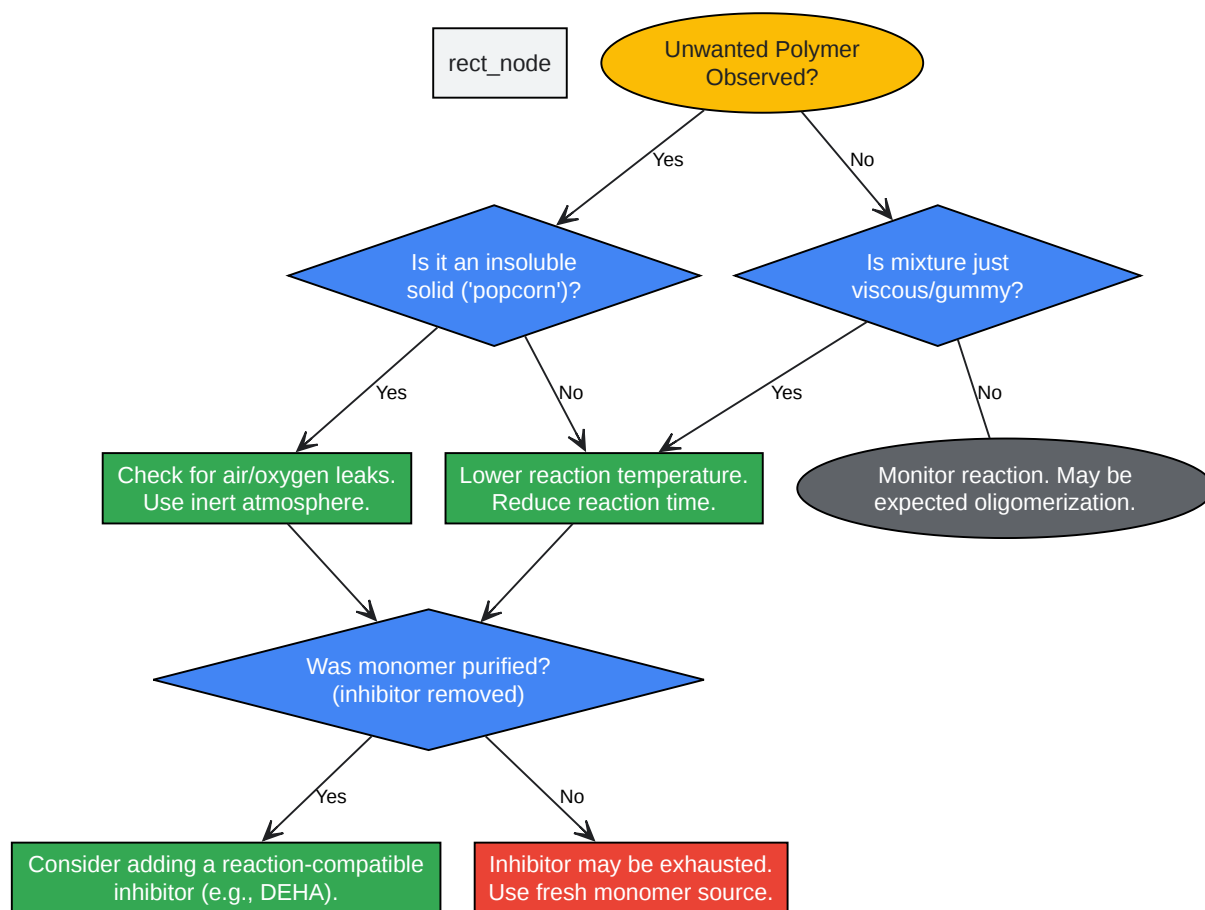 rect_node
Unwanted Polymer
Observed?
Yes
No
Is it an insoluble
solid ('popcorn')?
Is mixture just
viscous/gummy?
Yes
No
Yes
No
Check for air/oxygen leaks.
Use inert atmosphere.
Lower reaction temperature.
Reduce reaction time.
Monitor reaction. May be
expected oligomerization.
Was monomer purified?
(inhibitor removed)
Yes
No
Consider adding a reaction-compatible
inhibitor (e.g., DEHA).
Inhibitor may be exhausted.
Use fresh monomer source.